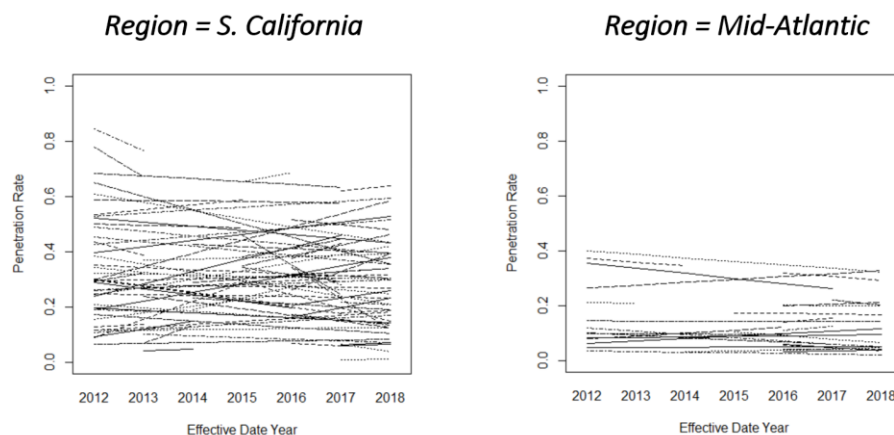 Region = S. California
Region = Mid-Atlantic
1.0
0.8
0.6
0.4
0.2
0.0
Penetration Rate
2012 2013 2014 2015 2016 2017 2018
Effective Date Year
1.0
0.8
0.6
0.4
0.2
0.0
Penetration Rate
2012 2013 2014 2015 2016 2017 2018
Effective Date Year